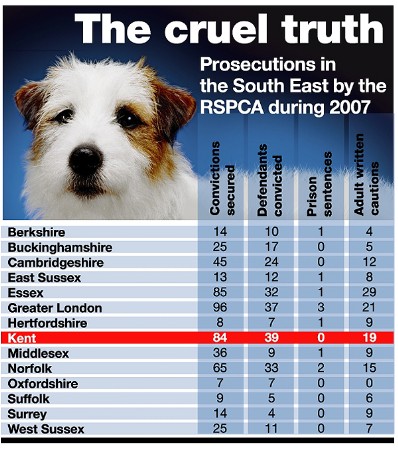 The cruel truth
Prosecutions in
the South East by the
RSPCA during 2007
Convictions
secured
Defendants
convicted
Prison
sentences
Adult written
cautions
Berkshire 14 10 1 4
Buckinghamshire 25 17 0 5
Cambridgeshire 45 24 0 12
East Sussex 13 12 1 8
Essex 85 32 1 29
Greater London 96 37 3 21
Hertfordshire 8 7 1 9
Kent 84 39 0 19
Middlesex 36 9 1 9
Norfolk 65 33 2 15
Oxfordshire 7 7 0 0
Suffolk 9 5 0 6
Surrey 14 4 0 9
West Sussex 25 11 0 7